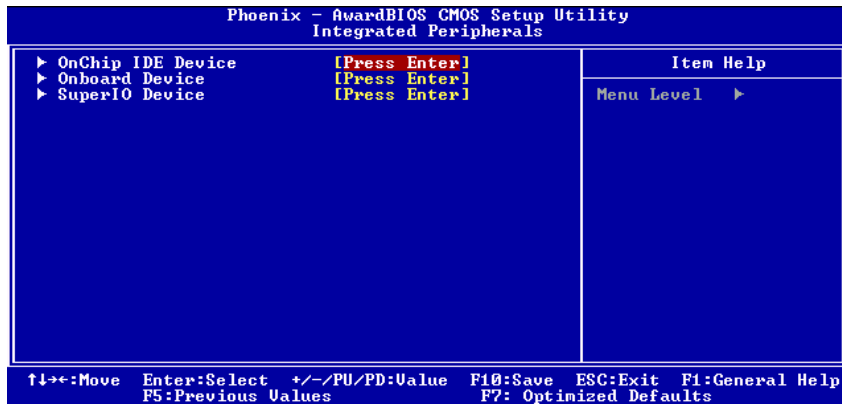 Phoenix - AwardBIOS CMOS Setup Utility
Integrated Peripherals
▶ OnChip IDE Device [Press Enter]
▶ Onboard Device [Press Enter]
▶ SuperIO Device [Press Enter]
Item Help
Menu Level ▶
↑↓→←:Move Enter:Select +/-/PU/PD:Value F10:Save ESC:Exit F1:General Help
F5:Previous Values F7: Optimized Defaults